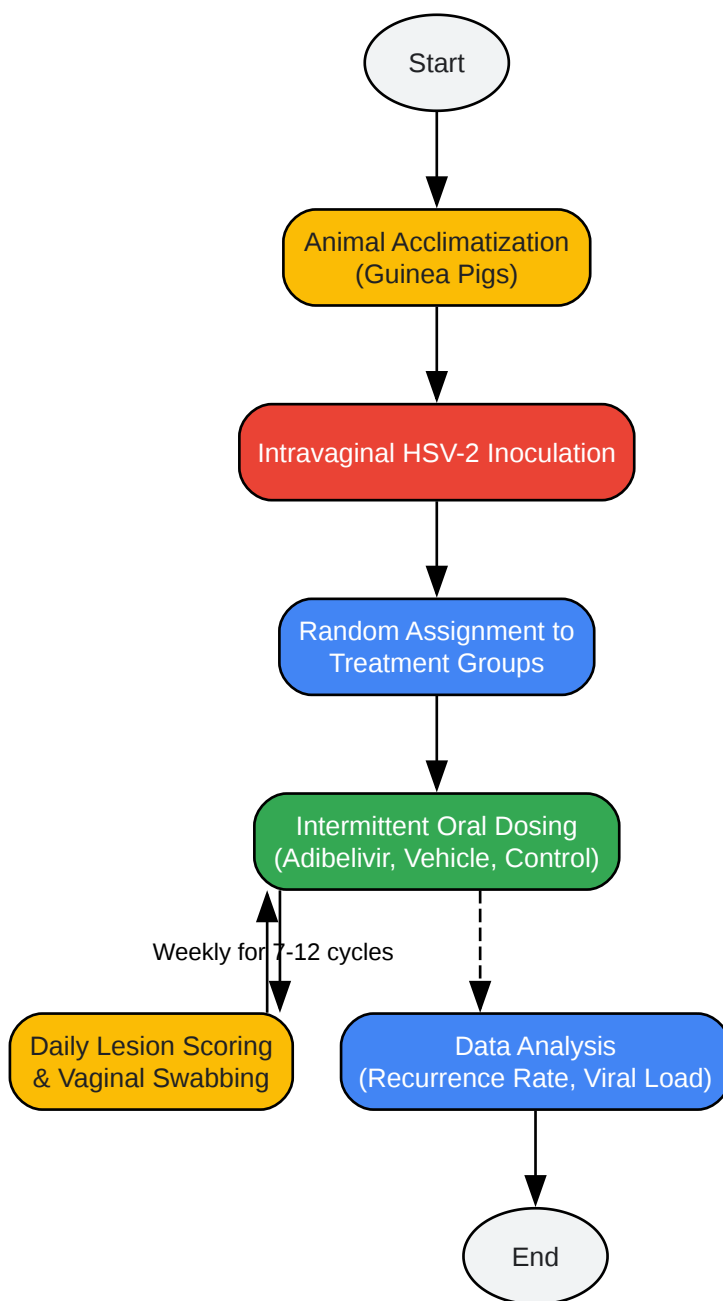 Start
Animal Acclimatization
(Guinea Pigs)
Intravaginal HSV-2 Inoculation
Random Assignment to
Treatment Groups
Intermittent Oral Dosing
(Adibelivir, Vehicle, Control)
Weekly for 7-12 cycles
Daily Lesion Scoring
& Vaginal Swabbing
Data Analysis
(Recurrence Rate, Viral Load)
End